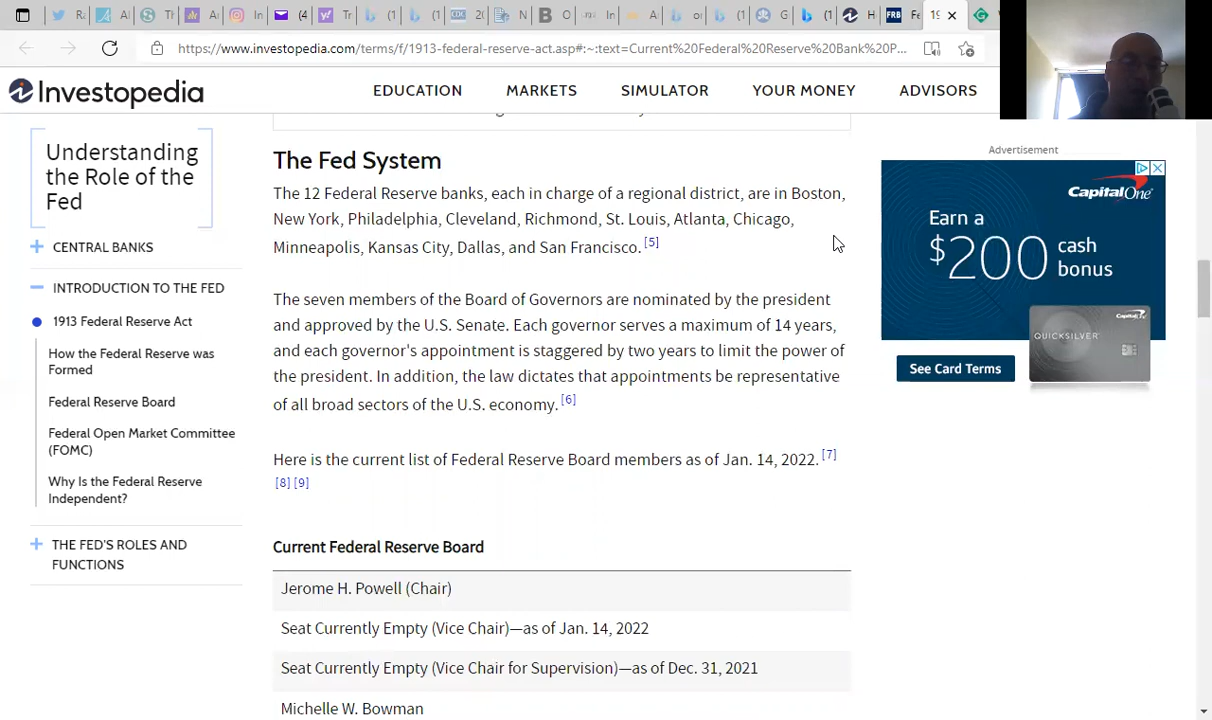 https://www.investopedia.com/terms/f/1913-federal-reserve-act.asp#:~:text=Current%20Federal%20Reserve%20Bank%20P...
Investopedia
EDUCATION
MARKETS
SIMULATOR
YOUR MONEY
ADVISORS
Understanding
the Role of the
Fed
CENTRAL BANKS
INTRODUCTION TO THE FED
1913 Federal Reserve Act
How the Federal Reserve was
Formed
Federal Reserve Board
Federal Open Market Committee
(FOMC)
Why Is the Federal Reserve
Independent?
THE FED'S ROLES AND
FUNCTIONS
The Fed System
The 12 Federal Reserve banks, each in charge of a regional district, are in Boston,
New York, Philadelphia, Cleveland, Richmond, St. Louis, Atlanta, Chicago,
Minneapolis, Kansas City, Dallas, and San Francisco. [5]
The seven members of the Board of Governors are nominated by the president
and approved by the U.S. Senate. Each governor serves a maximum of 14 years,
and each governor's appointment is staggered by two years to limit the power of
the president. In addition, the law dictates that appointments be representative
of all broad sectors of the U.S. economy. [6]
Here is the current list of Federal Reserve Board members as of Jan. 14, 2022. [7]
[8] [9]
Current Federal Reserve Board
Jerome H. Powell (Chair)
Seat Currently Empty (Vice Chair)—as of Jan. 14, 2022
Seat Currently Empty (Vice Chair for Supervision)—as of Dec. 31, 2021
Michelle W. Bowman
Advertisement
Capital One
Earn a
$200 cash
bonus
Capital One
QUICKSILVER
See Card Terms